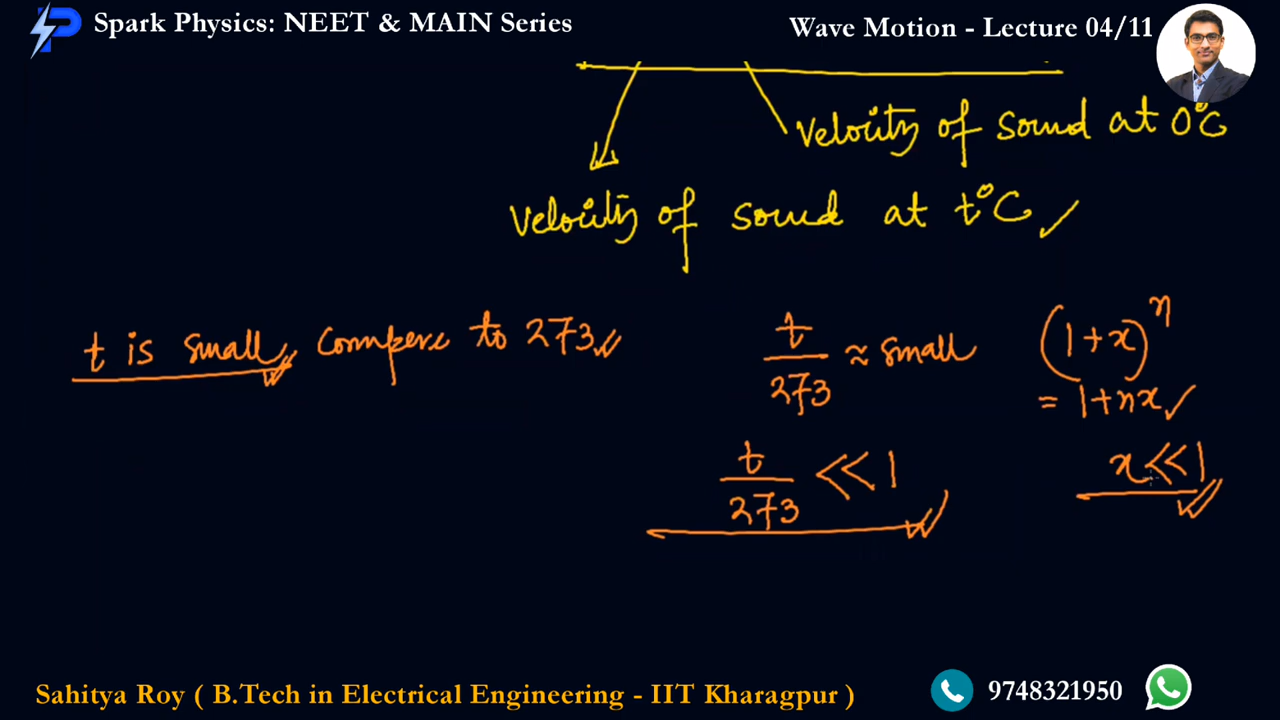 Spark Physics: NEET & MAIN Series
Wave Motion - Lecture 04/11
Velocity of sound at 0°C
Velocity of sound at t°C ✓
t is small, compere to 273
t/273 ≈ small
(1+x)^n
= 1+nx ✓
t/273 << 1
x << 1
Sahitya Roy ( B.Tech in Electrical Engineering - IIT Kharagpur )
9748321950